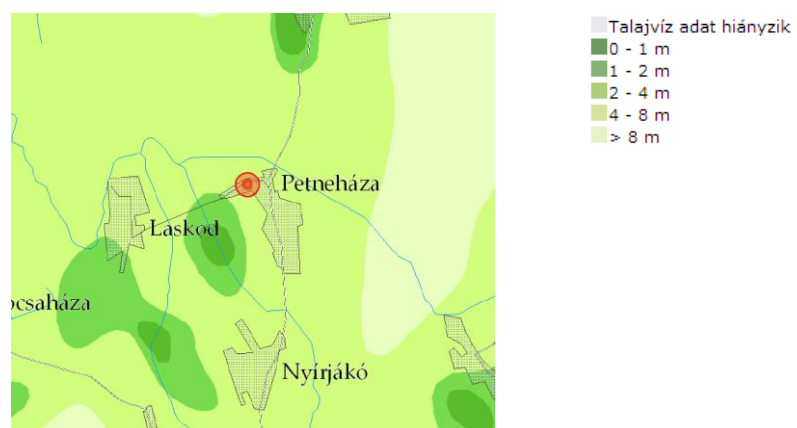 Talajvíz adat hiányzik
0 - 1 m
1 - 2 m
2 - 4 m
4 - 8 m
> 8 m
Petneháza
Laskod
ocsaháza
Nyírjákó